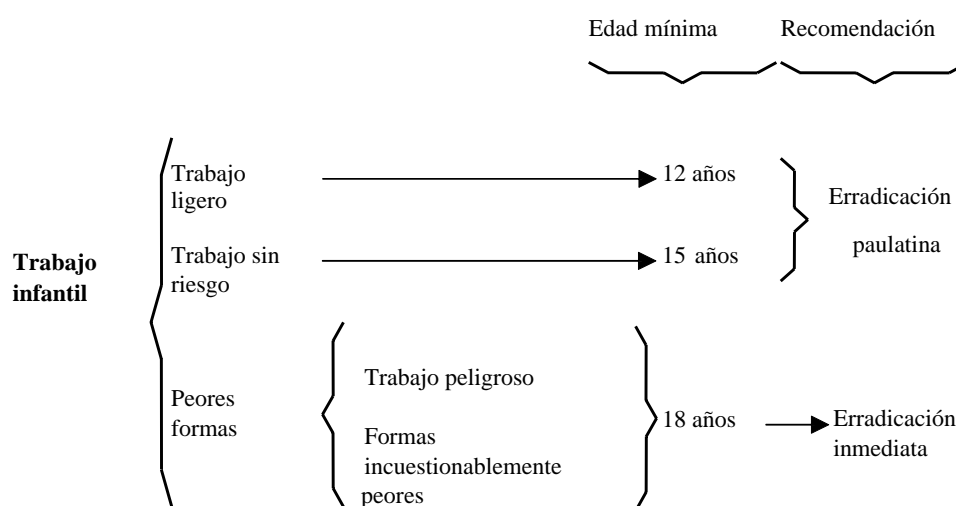 Edad mínima Recomendación
Trabajo
ligero
12 años
Trabajo sin
riesgo
15 años
Erradicación
paulatina
Trabajo
infantil
Peores
formas
Trabajo peligroso
Formas
incuestionablemente
peores
18 años
Erradicación
inmediata